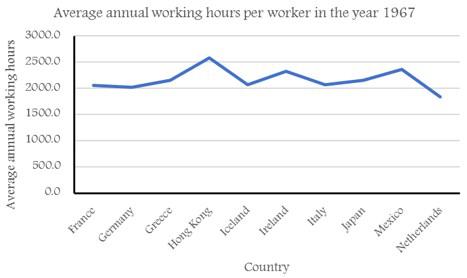 Average annual working hours per worker in the year 1967
Average annual working hours
3000.0
2500.0
2000.0
1500.0
1000.0
500.0
0.0
France
Germany
Greece
Hong Kong
Iceland
Ireland
Italy
Japan
Mexico
Netherlands
Country